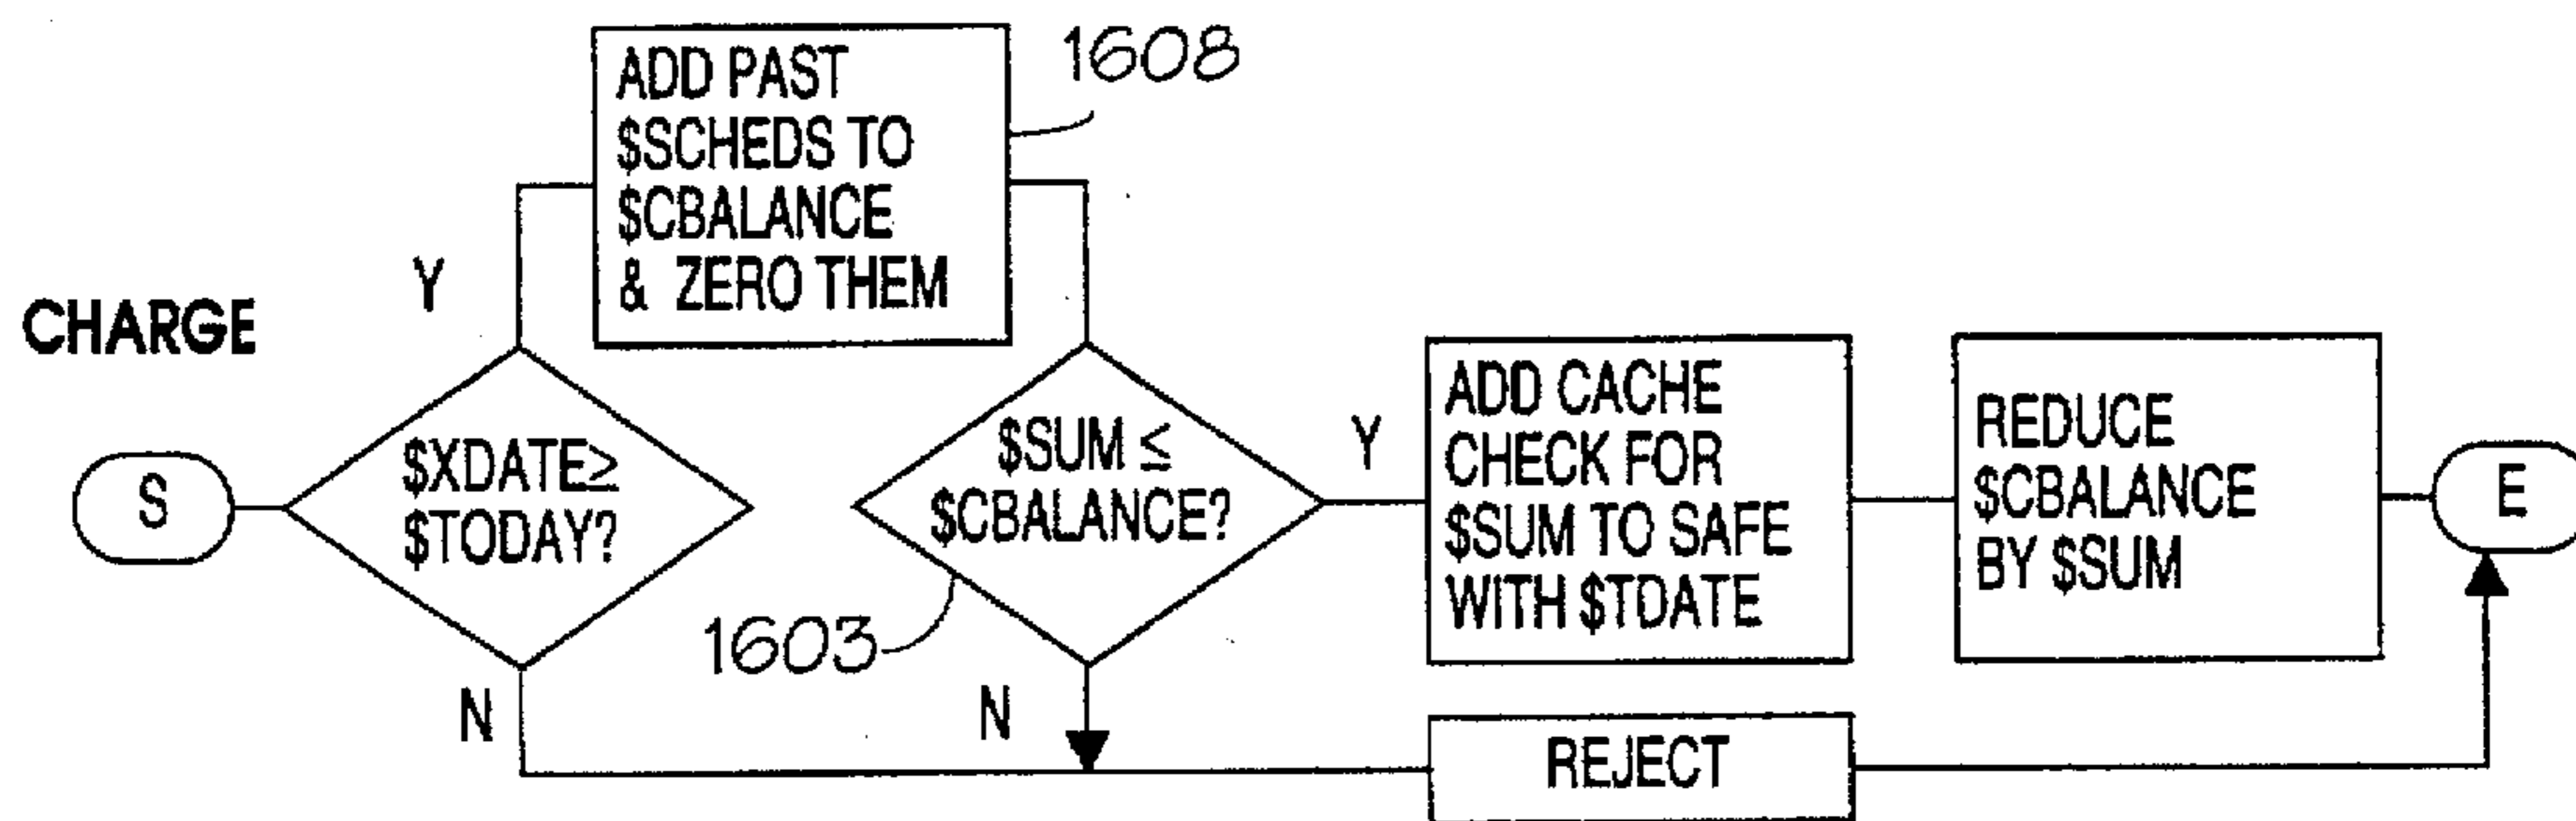 ADD PAST
$SCHEDS TO
$CBALANCE
& ZERO THEM
1608
CHARGE
Y
S
$XDATE≥
$TODAY?
N
$SUM ≤
$CBALANCE?
1603
Y
N
ADD CACHE
CHECK FOR
$SUM TO SAFE
WITH $TDATE
REDUCE
$CBALANCE
BY $SUM
E
REJECT